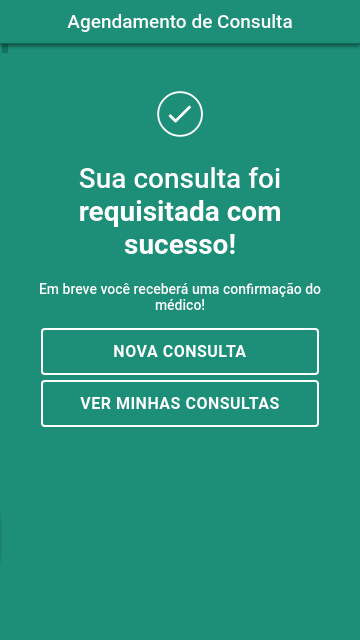 Agendamento de Consulta
Sua consulta foi
requisitada com
sucesso!
Em breve você receberá uma confirmação do
médico!
NOVA CONSULTA
VER MINHAS CONSULTAS